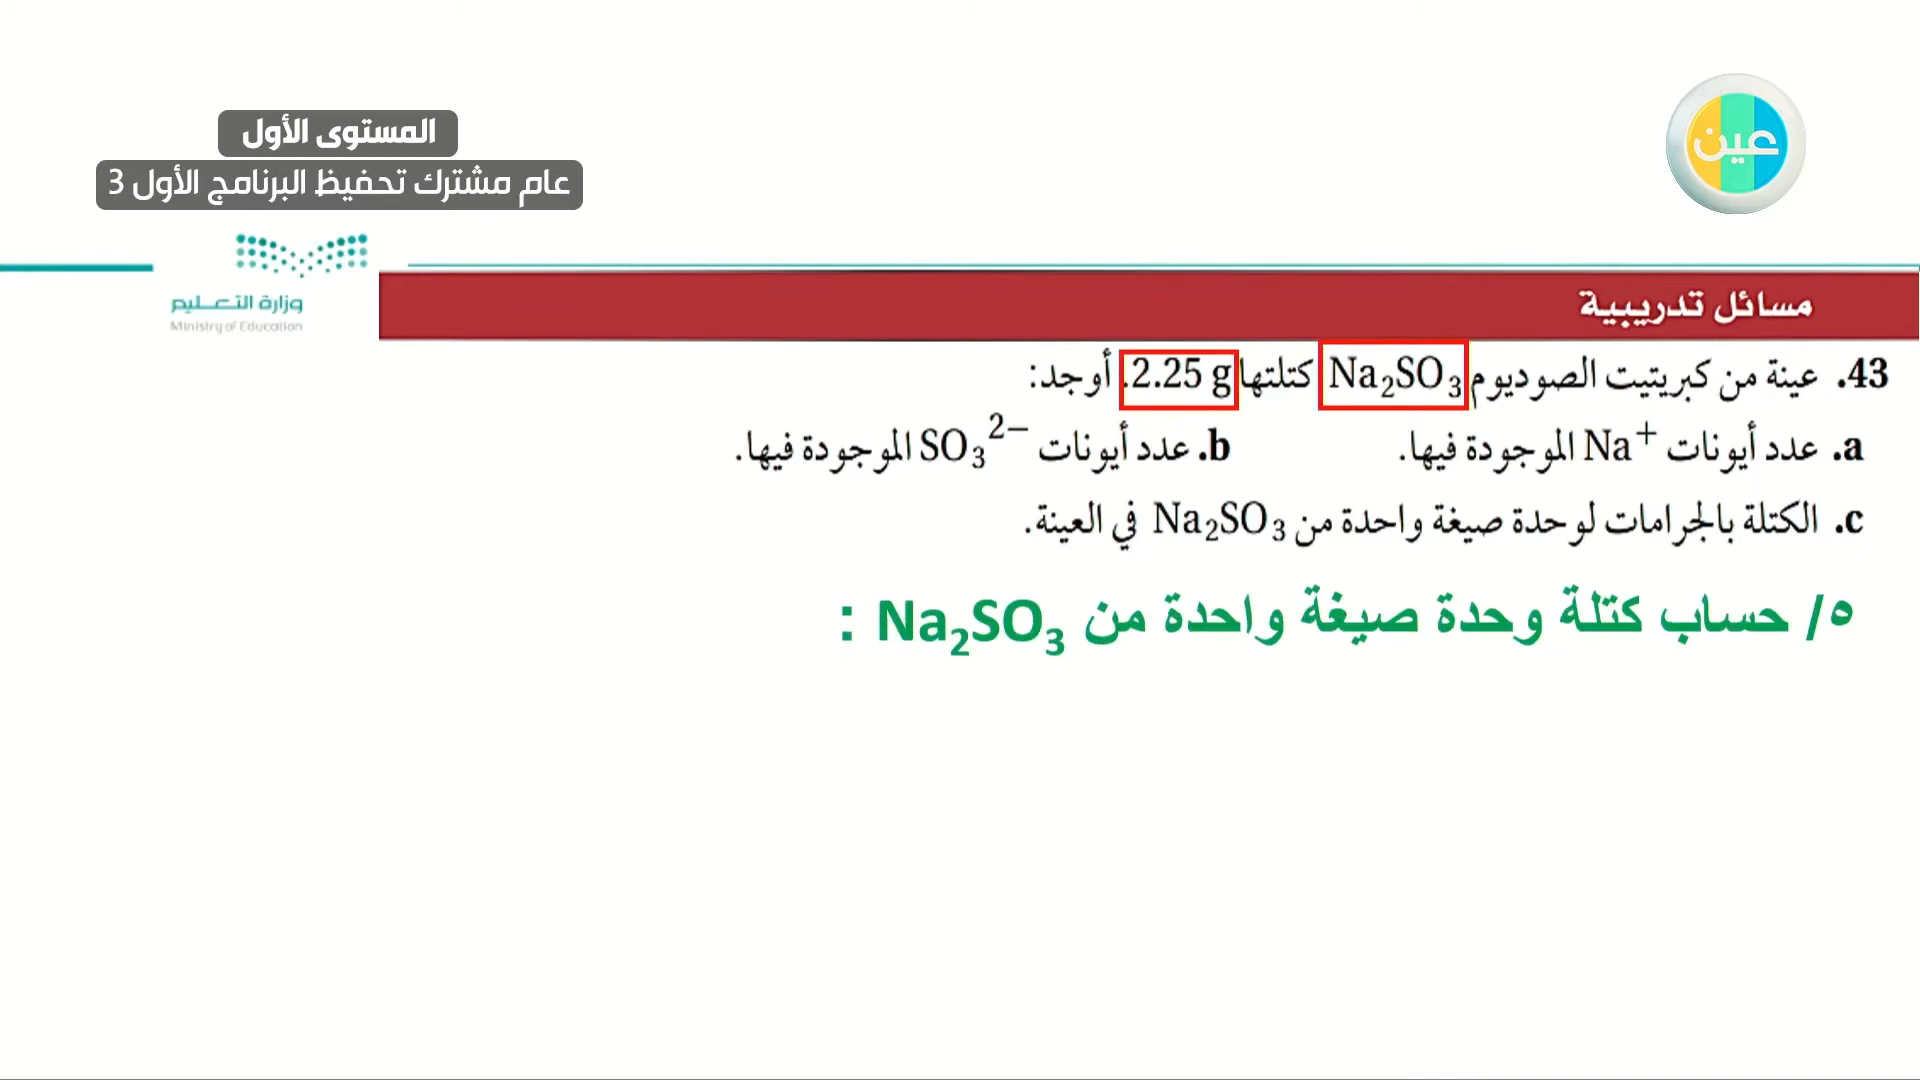 المستوى الأول
عام مشترك تحفيظ البرنامج الأول 3
عين
وزارة التعليم
Ministry of Education
مسائل تدريبية
43. عينة من كبريتيت الصوديوم Na₂SO₃ كتلتها 2.25 g. أوجد:
a. عدد أيونات Na⁺ الموجودة فيها. b. عدد أيونات SO₃²⁻ الموجودة فيها.
c. الكتلة بالجرامات لوحدة صيغة واحدة من Na₂SO₃ في العينة.
٥/ حساب كتلة وحدة صيغة واحدة من Na₂SO₃ :